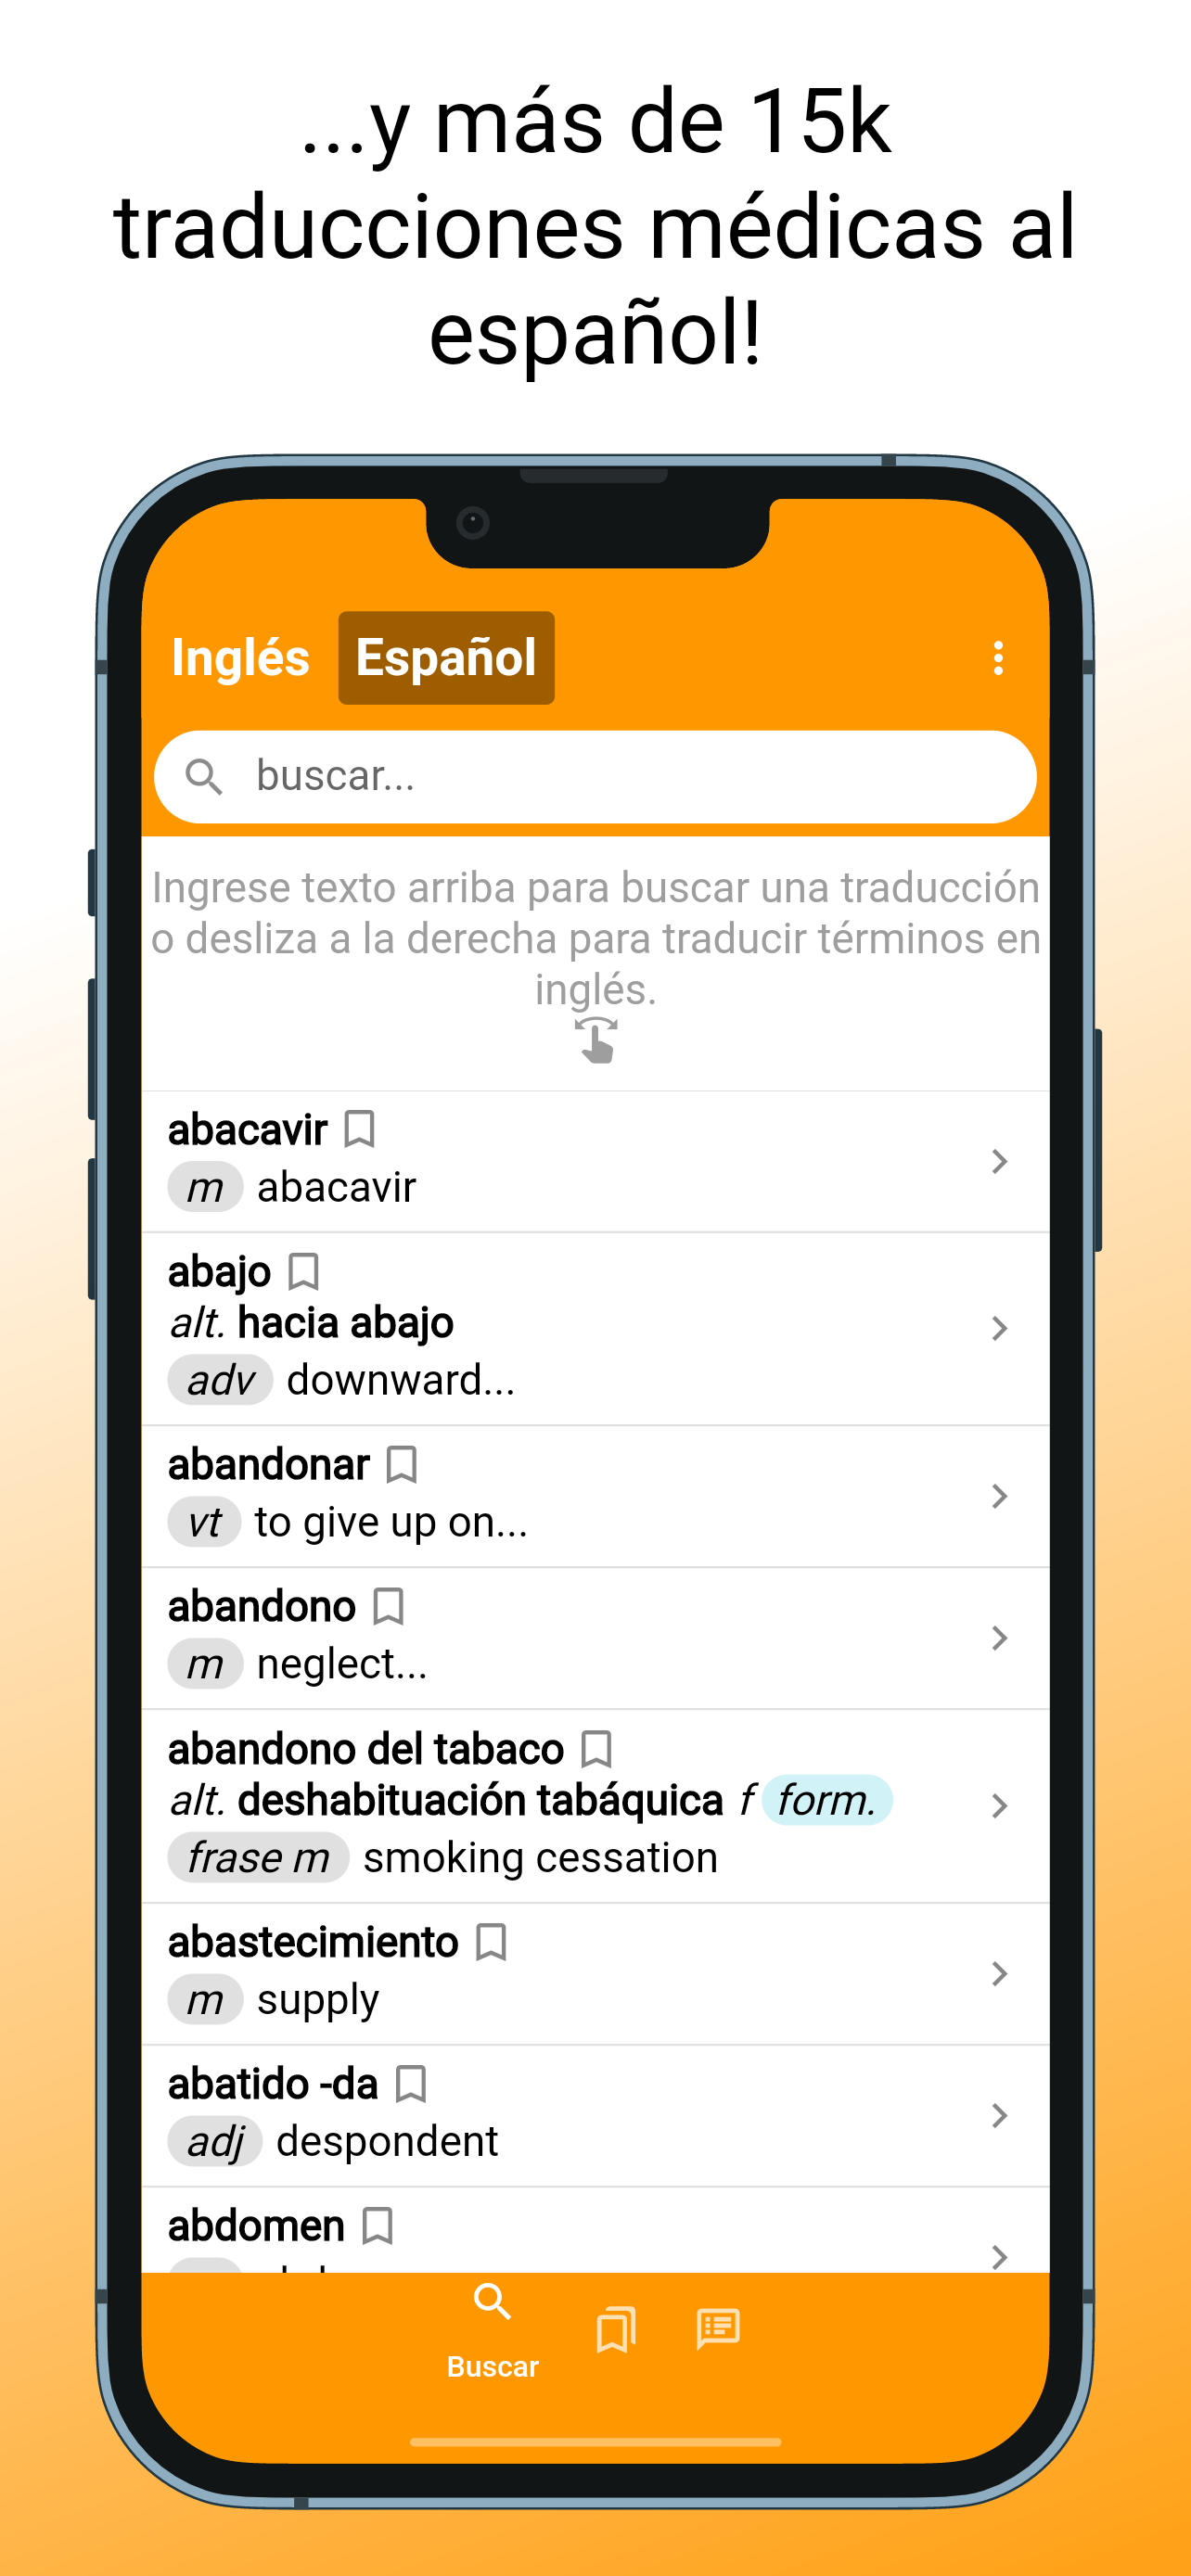 ...y más de 15k
traducciones médicas al
español!
Inglés Español
buscar...
Ingrese texto arriba para buscar una traducción
o desliza a la derecha para traducir términos en
inglés.
abacavir
m abacavir
abajo
alt. hacia abajo
adv downward...
abandonar
vt to give up on...
abandono
m neglect...
abandono del tabaco
alt. deshabituación tabáquica f form.
frase m smoking cessation
abastecimiento
m supply
abatido -da
adj despondent
abdomen
Buscar